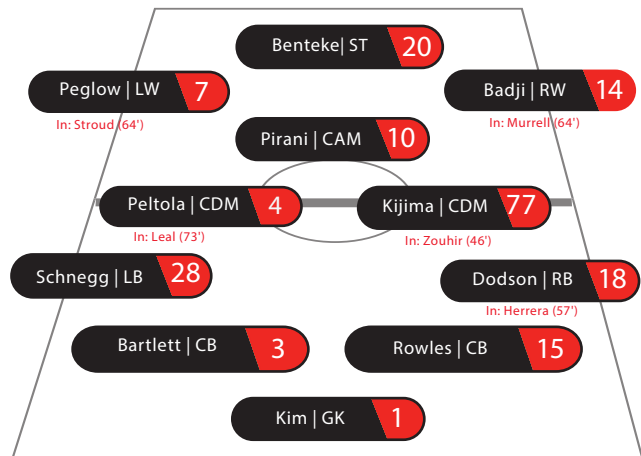 Benteke| ST 20
Peglow | LW 7
Badji | RW 14
In: Stroud (64')
In: Murrell (64')
Pirani | CAM 10
Peltola | CDM 4
Kijima | CDM 77
In: Leal (73')
In: Zouhir (46')
Schnegg | LB 28
Dodson | RB 18
In: Herrera (57')
Bartlett | CB 3
Rowles | CB 15
Kim | GK 1